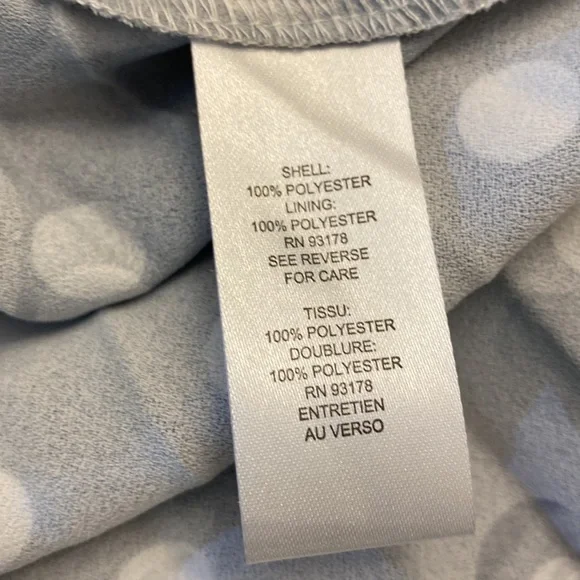 SHELL:
100% POLYESTER
LINING:
100% POLYESTER
RN 93178
SEE REVERSE
FOR CARE
TISSU:
100% POLYESTER
DOUBLURE:
100% POLYESTER
RN 93178
ENTRETIEN
AU VERSO